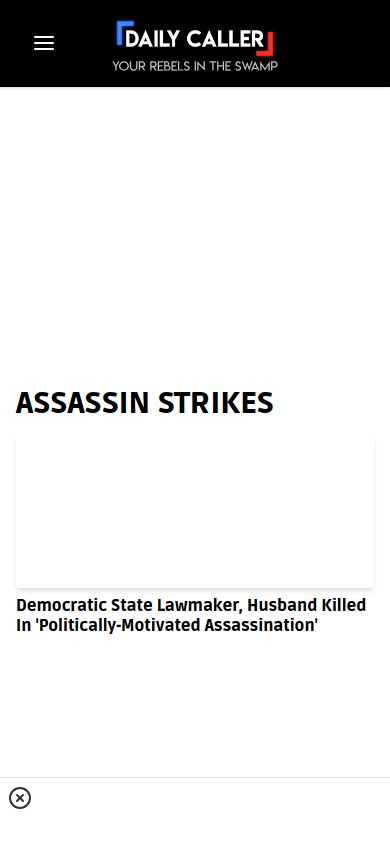 DAILY CALLER
YOUR REBELS IN THE SWAMP
ASSASSIN STRIKES
Democratic State Lawmaker, Husband Killed
In 'Politically-Motivated Assassination'